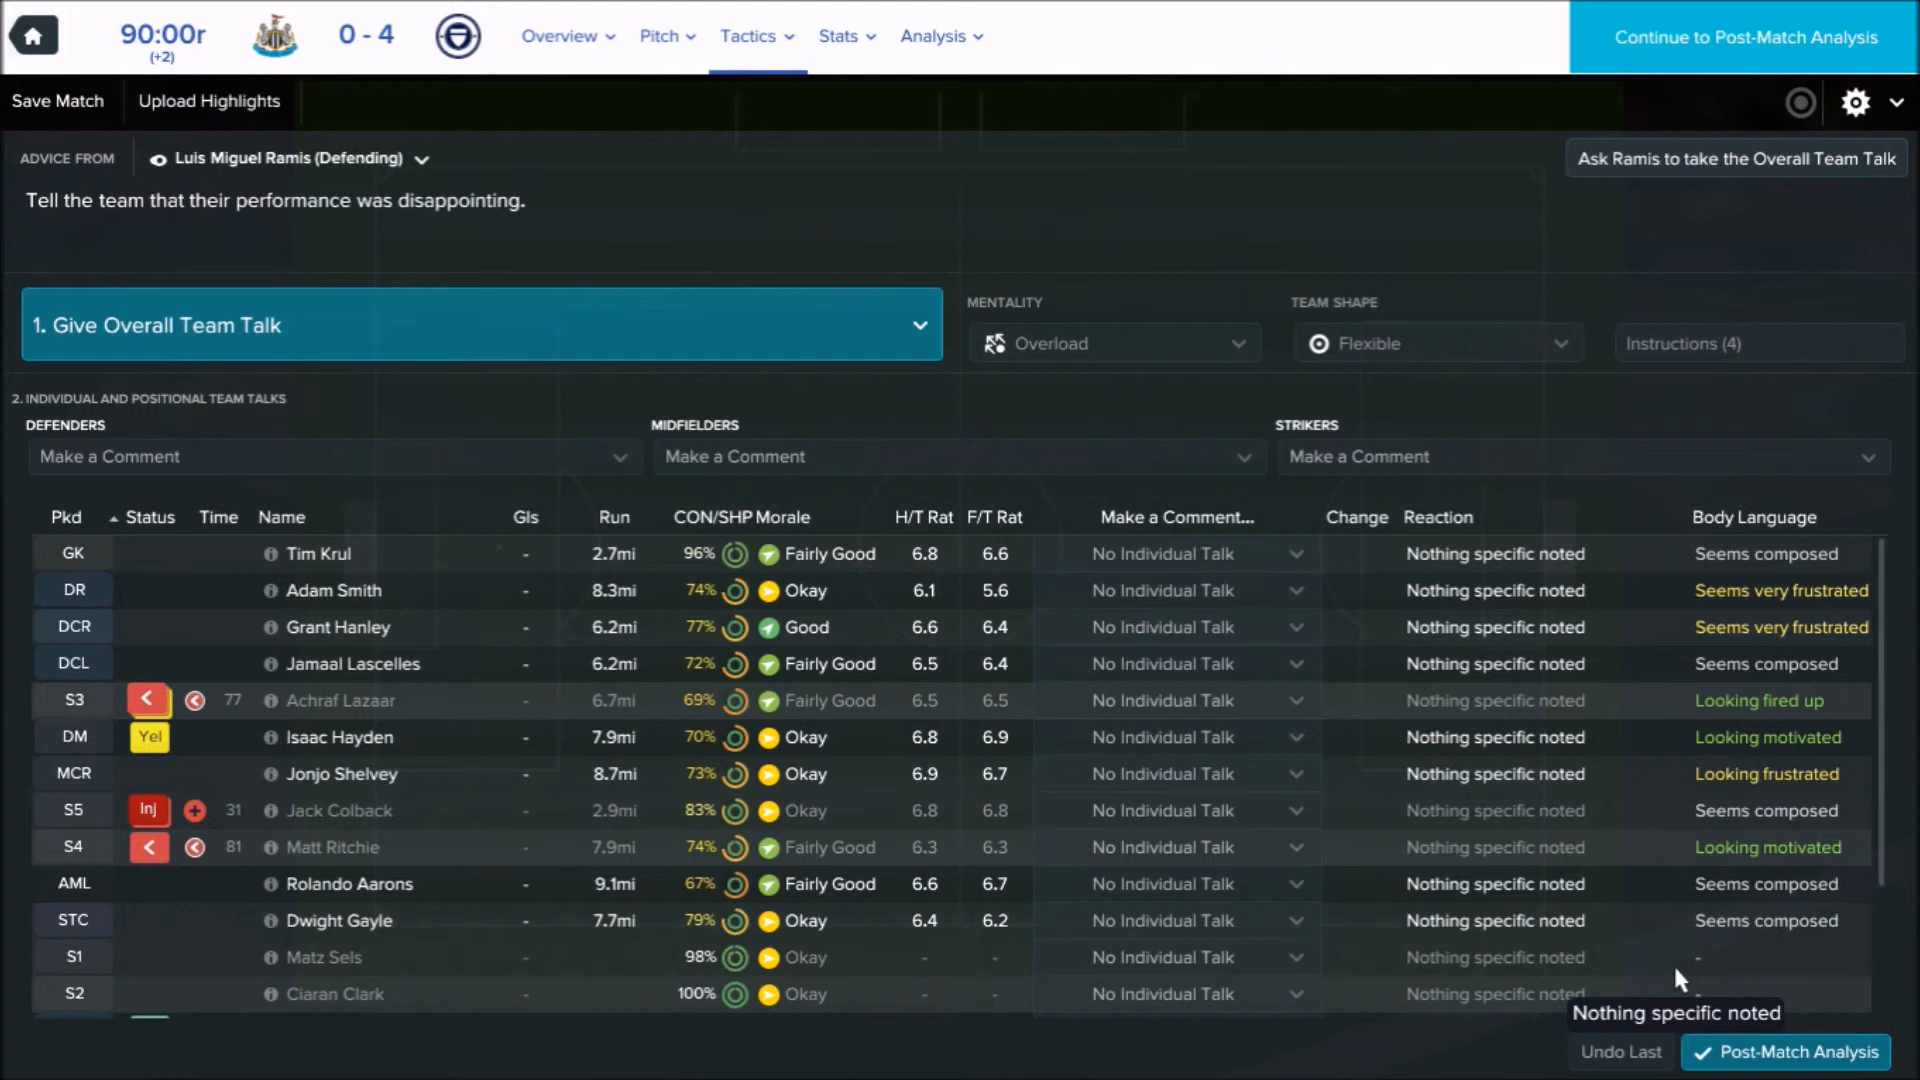 90:00r
(+2)
0 - 4
Overview
Pitch
Tactics
Stats
Analysis
Continue to Post-Match Analysis
Save Match
Upload Highlights
ADVICE FROM
Luis Miguel Ramis (Defending)
Ask Ramis to take the Overall Team Talk
Tell the team that their performance was disappointing.
1. Give Overall Team Talk
MENTALITY
Overload
TEAM SHAPE
Flexible
Instructions (4)
2. INDIVIDUAL AND POSITIONAL TEAM TALKS
DEFENDERS
MIDFIELDERS
STRIKERS
Make a Comment
Make a Comment
Make a Comment
Pkd Status Time Name Gls Run CON/SHP Morale H/T Rat F/T Rat Make a Comment... Change Reaction Body Language
GK Tim Krul - 2.7mi 96% Fairly Good 6.8 6.6 No Individual Talk Nothing specific noted Seems composed
DR Adam Smith - 8.3mi 74% Okay 6.1 5.6 No Individual Talk Nothing specific noted Seems very frustrated
DCR Grant Hanley - 6.2mi 77% Good 6.6 6.4 No Individual Talk Nothing specific noted Seems very frustrated
DCL Jamaal Lascelles - 6.2mi 72% Fairly Good 6.5 6.4 No Individual Talk Nothing specific noted Seems composed
S3 77 Achraf Lazaar - 6.7mi 69% Fairly Good 6.5 6.5 No Individual Talk Nothing specific noted Looking fired up
DM Yel Isaac Hayden - 7.9mi 70% Okay 6.8 6.9 No Individual Talk Nothing specific noted Looking motivated
MCR Jonjo Shelvey - 8.7mi 73% Okay 6.9 6.7 No Individual Talk Nothing specific noted Looking frustrated
S5 Inj 31 Jack Colback - 2.9mi 83% Okay 6.8 6.8 No Individual Talk Nothing specific noted Seems composed
S4 81 Matt Ritchie - 7.9mi 74% Fairly Good 6.3 6.3 No Individual Talk Nothing specific noted Looking motivated
AML Rolando Aarons - 9.1mi 67% Fairly Good 6.6 6.7 No Individual Talk Nothing specific noted Seems composed
STC Dwight Gayle - 7.7mi 79% Okay 6.4 6.2 No Individual Talk Nothing specific noted Seems composed
S1 Matz Sels - 98% Okay - - No Individual Talk Nothing specific noted -
S2 Ciaran Clark - 100% Okay - - No Individual Talk Nothing specific noted -
Nothing specific noted
Undo Last
Post-Match Analysis